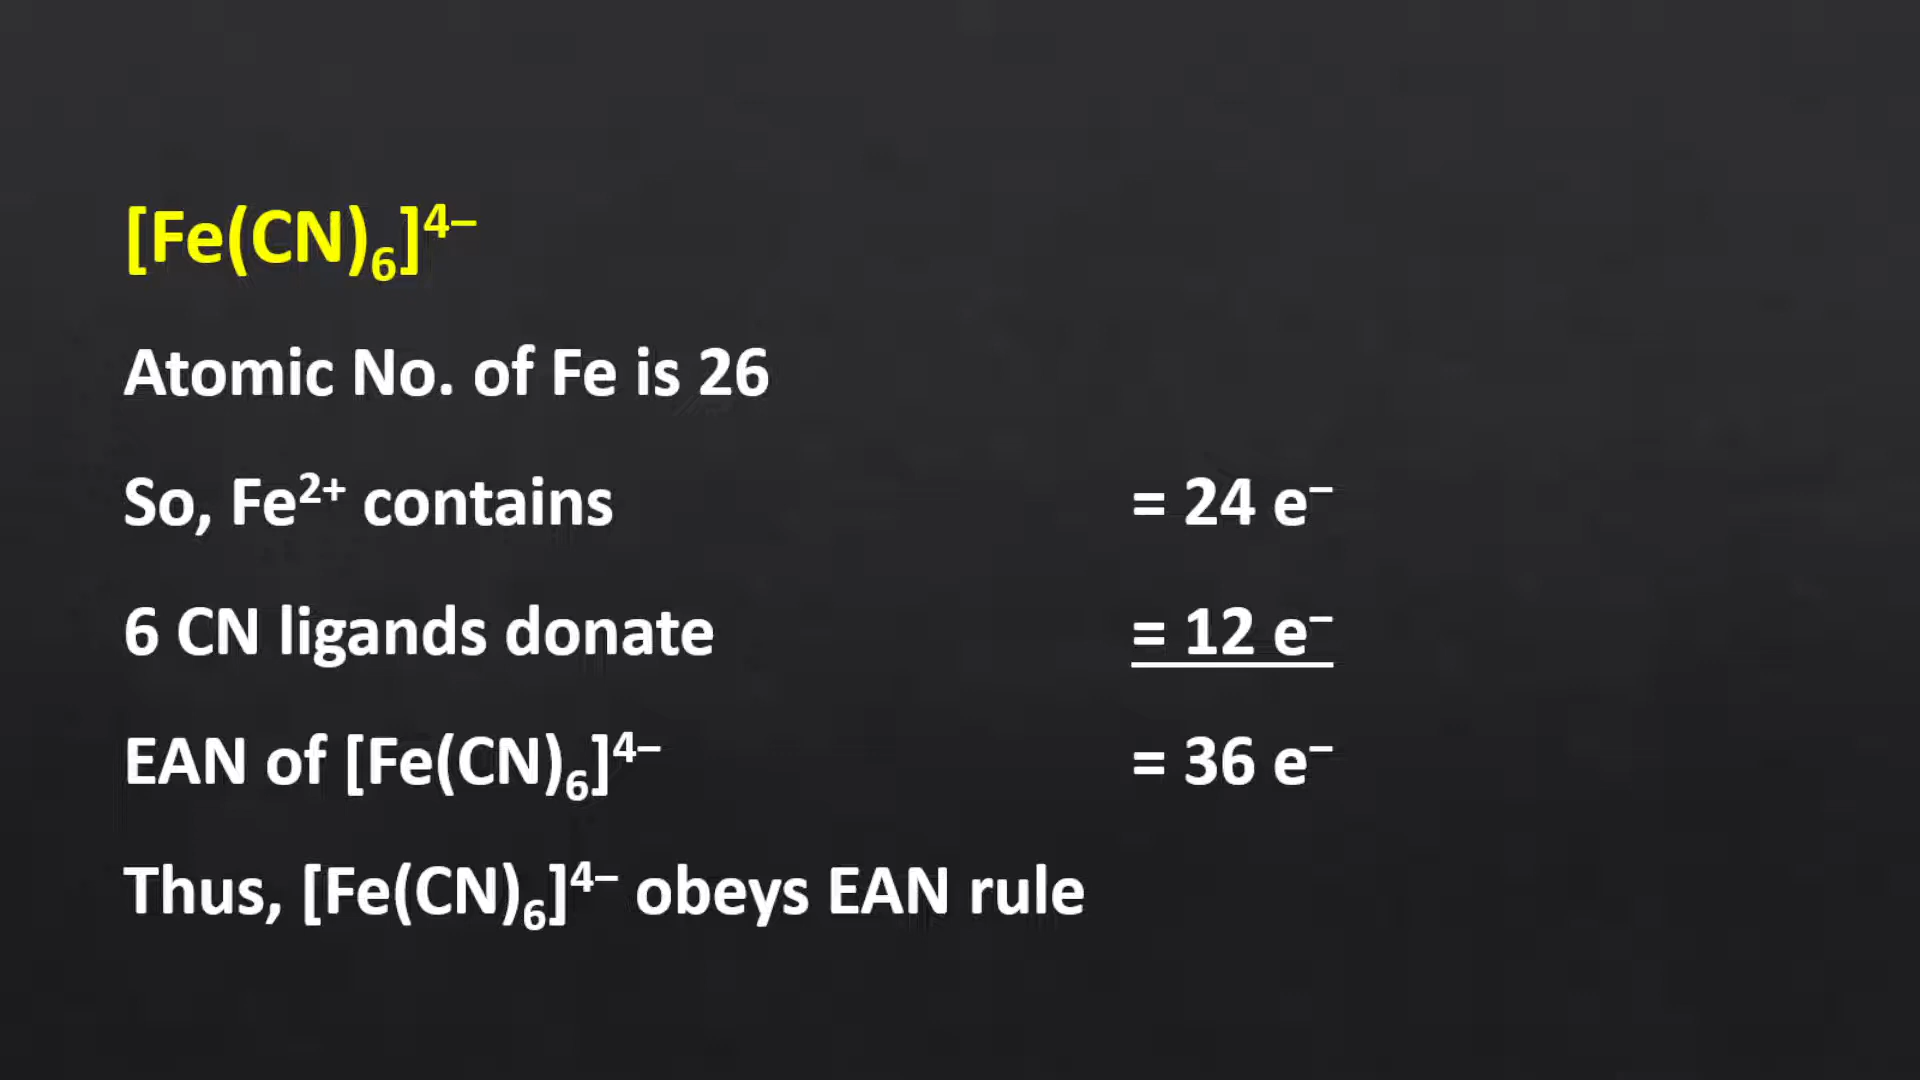 [Fe(CN)₆]⁴⁻
Atomic No. of Fe is 26
So, Fe²⁺ contains = 24 e⁻
6 CN ligands donate = 12 e⁻
EAN of [Fe(CN)₆]⁴⁻ = 36 e⁻
Thus, [Fe(CN)₆]⁴⁻ obeys EAN rule